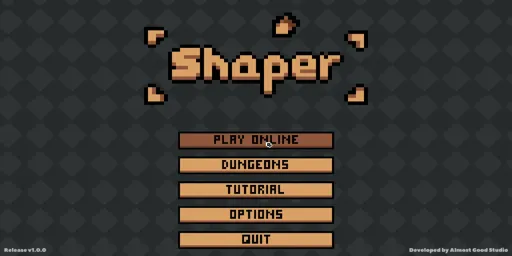 Shaper
PLAY ONLINE
DUNGEONS
TUTORIAL
OPTIONS
QUIT
Release v1.0.0
Developed by Almost Good Studio